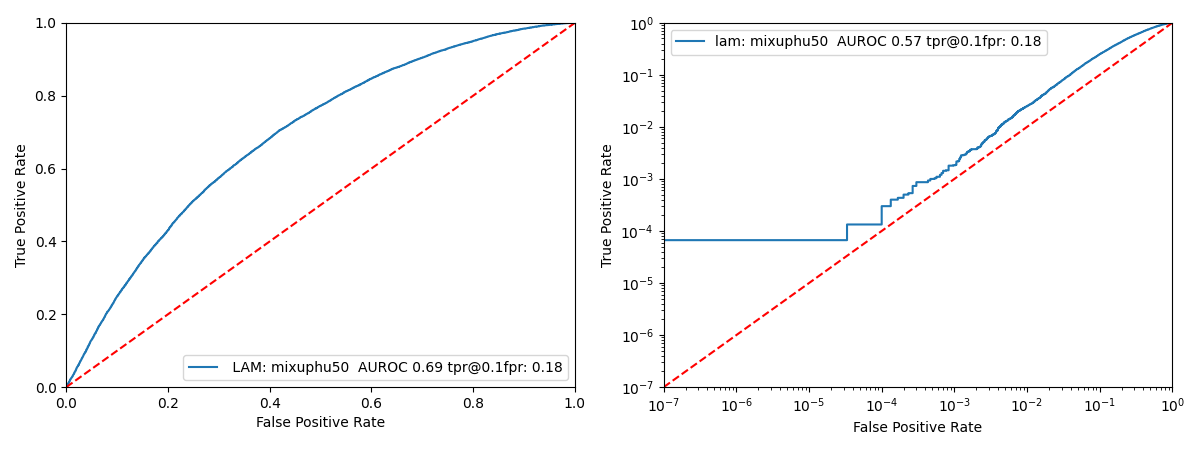 1.0
0.8
0.6
0.4
0.2
0.0
True Positive Rate
LAM: mixuphu50 AUROC 0.69 tpr@0.1fpr: 0.18
0.0 0.2 0.4 0.6 0.8 1.0
False Positive Rate
10⁰
10⁻¹
10⁻²
10⁻³
10⁻⁴
10⁻⁵
10⁻⁶
10⁻⁷
True Positive Rate
lam: mixuphu50 AUROC 0.57 tpr@0.1fpr: 0.18
10⁻⁷ 10⁻⁶ 10⁻⁵ 10⁻⁴ 10⁻³ 10⁻² 10⁻¹ 10⁰
False Positive Rate